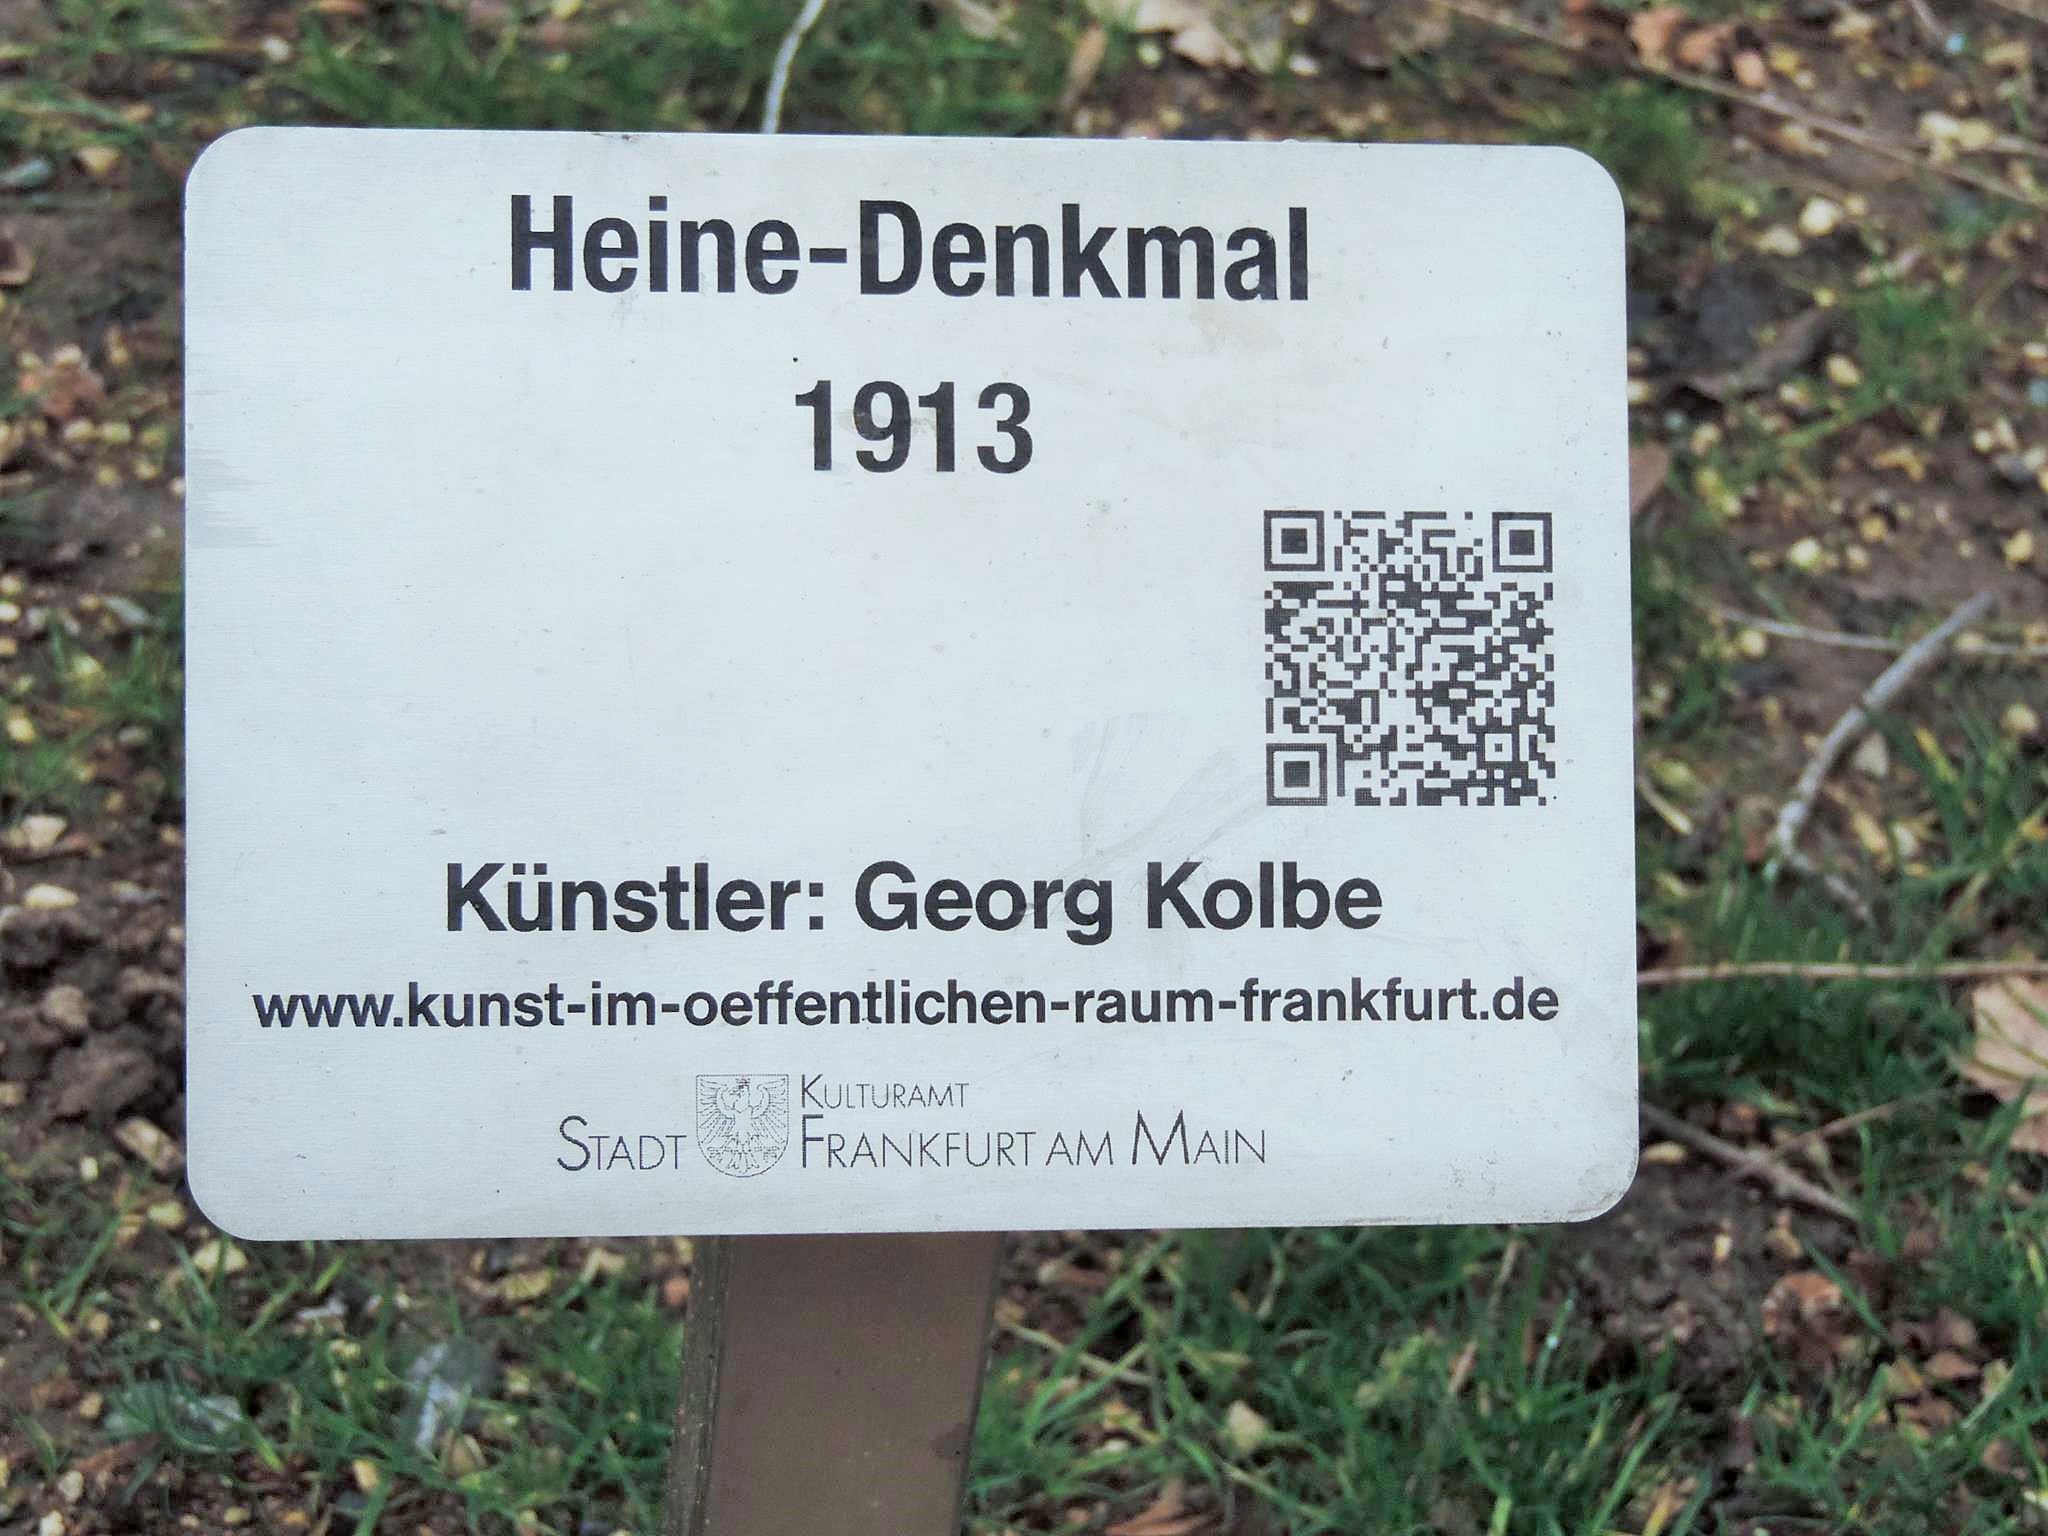 Heine-Denkmal
1913
Künstler: Georg Kolbe
www.kunst-im-oeffentlichen-raum-frankfurt.de
KULTURAMT
STADT FRANKFURT AM MAIN